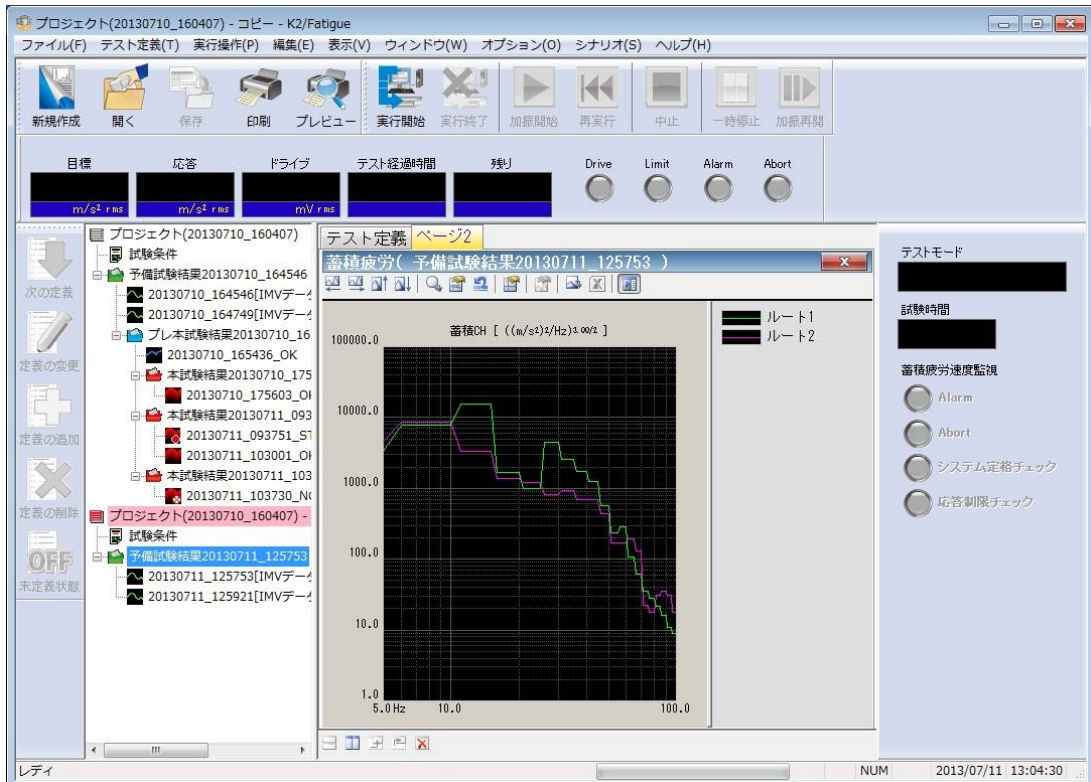 プロジェクト(20130710_160407) - コピー - K2/Fatigue
ファイル(F) テスト定義(T) 実行操作(P) 編集(E) 表示(V) ウィンドウ(W) オプション(O) シナリオ(S) ヘルプ(H)
新規作成 開く 保存 印刷 プレビュー 実行開始 実行終了 加振開始 再実行 中止 一時停止 加振再開
目標 応答 ドライブ テスト経過時間 残り Drive Limit Alarm Abort
m/s² rms m/s² rms mV rms
次の定義
定義の変更
定義の追加
定義の削除
OFF
未定義状態
プロジェクト(20130710_160407)
試験条件
予備試験結果20130710_164546
20130710_164546[IMVデータ
20130710_164749[IMVデータ
プレ本試験結果20130710_16
20130710_165436_OK
本試験結果20130710_175
20130710_175603_OK
本試験結果20130711_093
20130711_093751_ST
20130711_103001_OK
本試験結果20130711_103
20130711_103730_NG
プロジェクト(20130710_160407) -
試験条件
予備試験結果20130711_125753
20130711_125753[IMVデータ
20130711_125921[IMVデータ
テスト定義 ページ2
蓄積疲労( 予備試験結果20130711_125753 )
蓄積CH [ ((m/s²)²/Hz)³·⁰⁰/² ]
100000.0
10000.0
1000.0
100.0
10.0
1.0
5.0 Hz 10.0 100.0
ルート1
ルート2
テストモード
試験時間
蓄積疲労速度監視
Alarm
Abort
システム定格チェック
応答制限チェック
レディ NUM 2013/07/11 13:04:30